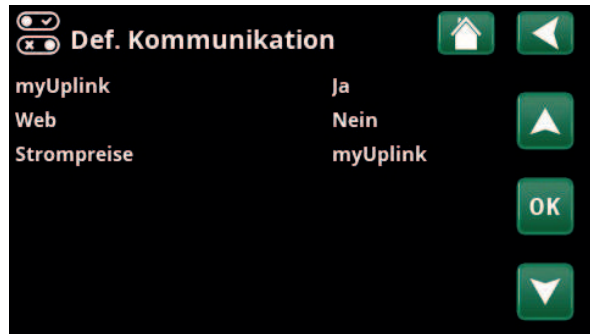 Def. Kommunikation
myUplink Ja
Web Nein
Strompreise myUplink
OK